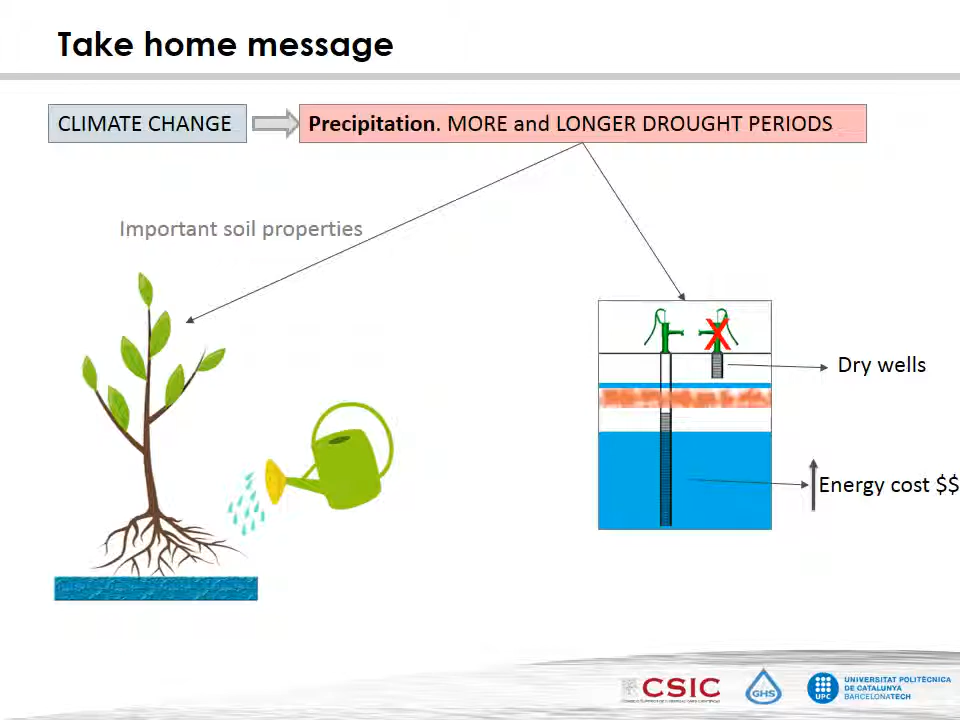 Take home message
CLIMATE CHANGE
Precipitation. MORE and LONGER DROUGHT PERIODS
Important soil properties
Dry wells
Energy cost $$
CSIC
GHS
UPC
UNIVERSITAT POLITÈCNICA
DE CATALUNYA
BARCELONATECH